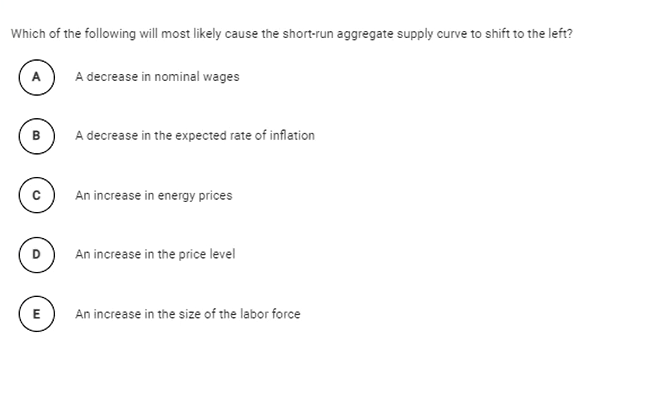 Which of the following will most likely cause the short-run aggregate supply curve to shift to the left?
A A decrease in nominal wages
B A decrease in the expected rate of inflation
C An increase in energy prices
D An increase in the price level
E An increase in the size of the labor force